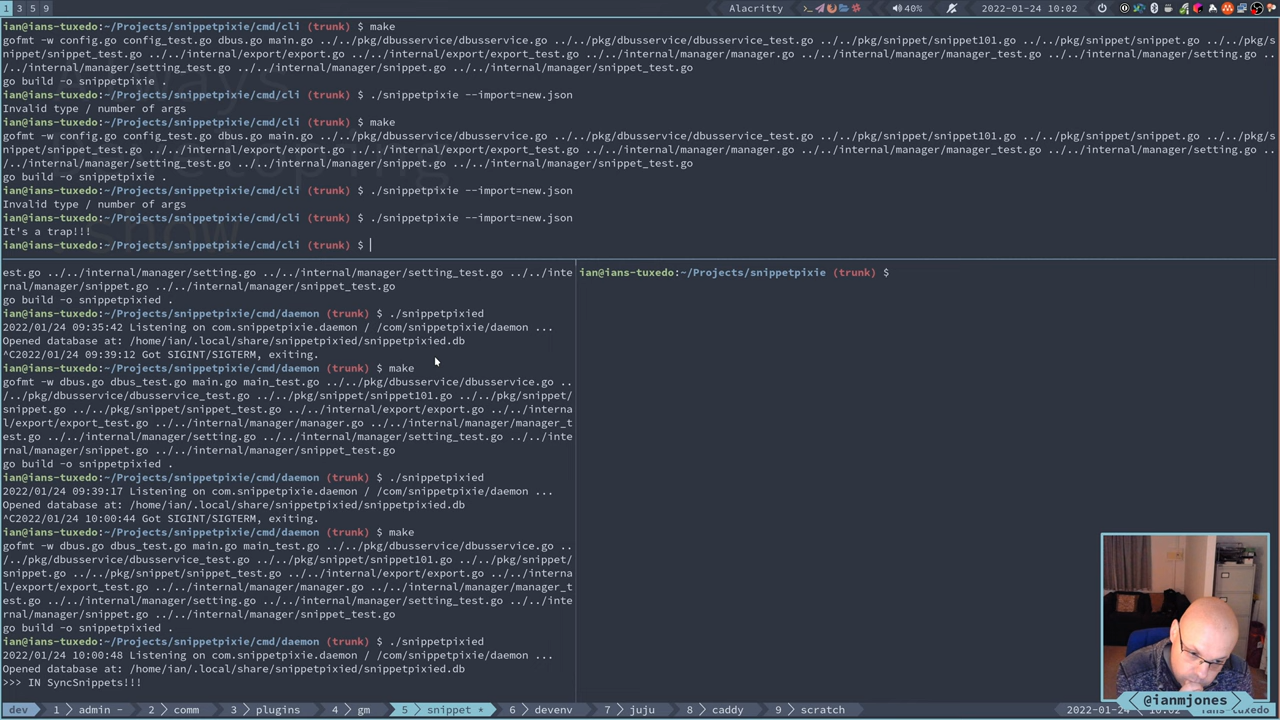 1 3 5 9 Alacritty 40% 2022-01-24 10:02
ian@ians-tuxedo:~/Projects/snippetpixie/cmd/cli (trunk) $ make
gofmt -w config.go config_test.go dbus.go main.go ../../pkg/dbusservice/dbusservice.go ../../pkg/dbusservice/dbusservice_test.go ../../pkg/snippet/snippet101.go ../../pkg/snippet/snippet.go ../../pkg/s
nippet/snippet_test.go ../../internal/export/export.go ../../internal/export/export_test.go ../../internal/manager/manager.go ../../internal/manager/manager_test.go ../../internal/manager/setting.go ..
/../internal/manager/setting_test.go ../../internal/manager/snippet.go ../../internal/manager/snippet_test.go
go build -o snippetpixie .
ian@ians-tuxedo:~/Projects/snippetpixie/cmd/cli (trunk) $ ./snippetpixie --import=new.json
Invalid type / number of args
ian@ians-tuxedo:~/Projects/snippetpixie/cmd/cli (trunk) $ make
gofmt -w config.go config_test.go dbus.go main.go ../../pkg/dbusservice/dbusservice.go ../../pkg/dbusservice/dbusservice_test.go ../../pkg/snippet/snippet101.go ../../pkg/snippet/snippet.go ../../pkg/s
nippet/snippet_test.go ../../internal/export/export.go ../../internal/export/export_test.go ../../internal/manager/manager.go ../../internal/manager/manager_test.go ../../internal/manager/setting.go ..
/../internal/manager/setting_test.go ../../internal/manager/snippet.go ../../internal/manager/snippet_test.go
go build -o snippetpixie .
ian@ians-tuxedo:~/Projects/snippetpixie/cmd/cli (trunk) $ ./snippetpixie --import=new.json
Invalid type / number of args
ian@ians-tuxedo:~/Projects/snippetpixie/cmd/cli (trunk) $ ./snippetpixie --import=new.json
It's a trap!!!
ian@ians-tuxedo:~/Projects/snippetpixie/cmd/cli (trunk) $
est.go ../../internal/manager/setting.go ../../internal/manager/setting_test.go ../../inte
rnal/manager/snippet.go ../../internal/manager/snippet_test.go
go build -o snippetpixied .
ian@ians-tuxedo:~/Projects/snippetpixie/cmd/daemon (trunk) $ ./snippetpixied
2022/01/24 09:35:42 Listening on com.snippetpixie.daemon / /com/snippetpixie/daemon ...
Opened database at: /home/ian/.local/share/snippetpixied/snippetpixied.db
^C2022/01/24 09:39:12 Got SIGINT/SIGTERM, exiting.
ian@ians-tuxedo:~/Projects/snippetpixie/cmd/daemon (trunk) $ make
gofmt -w dbus.go dbus_test.go main.go main_test.go ../../pkg/dbusservice/dbusservice.go ..
/../pkg/dbusservice/dbusservice_test.go ../../pkg/snippet/snippet101.go ../../pkg/snippet/
snippet.go ../../pkg/snippet/snippet_test.go ../../internal/export/export.go ../../interna
l/export/export_test.go ../../internal/manager/manager.go ../../internal/manager/manager_t
est.go ../../internal/manager/setting.go ../../internal/manager/setting_test.go ../../inte
rnal/manager/snippet.go ../../internal/manager/snippet_test.go
go build -o snippetpixied .
ian@ians-tuxedo:~/Projects/snippetpixie/cmd/daemon (trunk) $ ./snippetpixied
2022/01/24 09:39:17 Listening on com.snippetpixie.daemon / /com/snippetpixie/daemon ...
Opened database at: /home/ian/.local/share/snippetpixied/snippetpixied.db
^C2022/01/24 10:00:44 Got SIGINT/SIGTERM, exiting.
ian@ians-tuxedo:~/Projects/snippetpixie/cmd/daemon (trunk) $ make
gofmt -w dbus.go dbus_test.go main.go main_test.go ../../pkg/dbusservice/dbusservice.go ..
/../pkg/dbusservice/dbusservice_test.go ../../pkg/snippet/snippet101.go ../../pkg/snippet/
snippet.go ../../pkg/snippet/snippet_test.go ../../internal/export/export.go ../../interna
l/export/export_test.go ../../internal/manager/manager.go ../../internal/manager/manager_t
est.go ../../internal/manager/setting.go ../../internal/manager/setting_test.go ../../inte
rnal/manager/snippet.go ../../internal/manager/snippet_test.go
go build -o snippetpixied .
ian@ians-tuxedo:~/Projects/snippetpixie/cmd/daemon (trunk) $ ./snippetpixied
2022/01/24 10:00:48 Listening on com.snippetpixie.daemon / /com/snippetpixie/daemon ...
Opened database at: /home/ian/.local/share/snippetpixied/snippetpixied.db
>>> IN SyncSnippets!!!
ian@ians-tuxedo:~/Projects/snippetpixie (trunk) $
@ianmjones
dev 1 admin - 2 comm 3 plugins 4 gm 5 snippet * 6 devenv 7 juju 8 caddy 9 scratch 2022-01-24